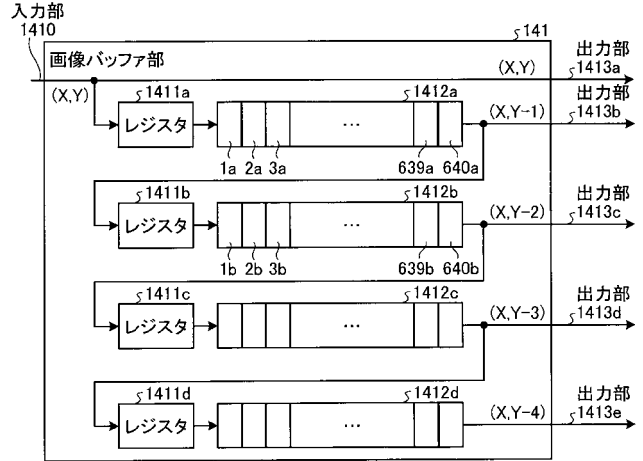 入力部
1410
141
画像バッファ部
出力部
(X,Y)
1413a
(X,Y)
1411a
1412a
出力部
レジスタ
...
(X,Y-1)
1413b
1a 2a 3a 639a 640a
1411b
1412b
出力部
レジスタ
...
(X,Y-2)
1413c
1b 2b 3b 639b 640b
1411c
1412c
出力部
レジスタ
...
(X,Y-3)
1413d
1411d
1412d
出力部
レジスタ
...
(X,Y-4)
1413e